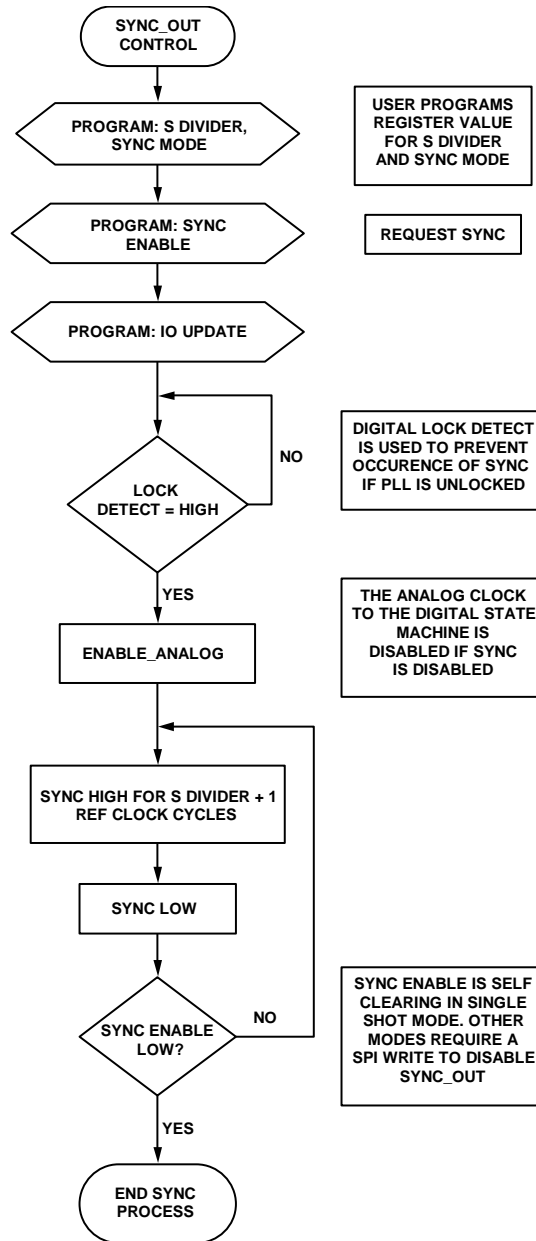 SYNC_OUT
CONTROL
PROGRAM: S DIVIDER,
SYNC MODE
USER PROGRAMS
REGISTER VALUE
FOR S DIVIDER
AND SYNC MODE
PROGRAM: SYNC
ENABLE
REQUEST SYNC
PROGRAM: IO UPDATE
LOCK
DETECT = HIGH
NO
DIGITAL LOCK DETECT
IS USED TO PREVENT
OCCURENCE OF SYNC
IF PLL IS UNLOCKED
YES
ENABLE_ANALOG
THE ANALOG CLOCK
TO THE DIGITAL STATE
MACHINE IS
DISABLED IF SYNC
IS DISABLED
SYNC HIGH FOR S DIVIDER + 1
REF CLOCK CYCLES
SYNC LOW
SYNC ENABLE
LOW?
NO
SYNC ENABLE IS SELF
CLEARING IN SINGLE
SHOT MODE. OTHER
MODES REQUIRE A
SPI WRITE TO DISABLE
SYNC_OUT
YES
END SYNC
PROCESS